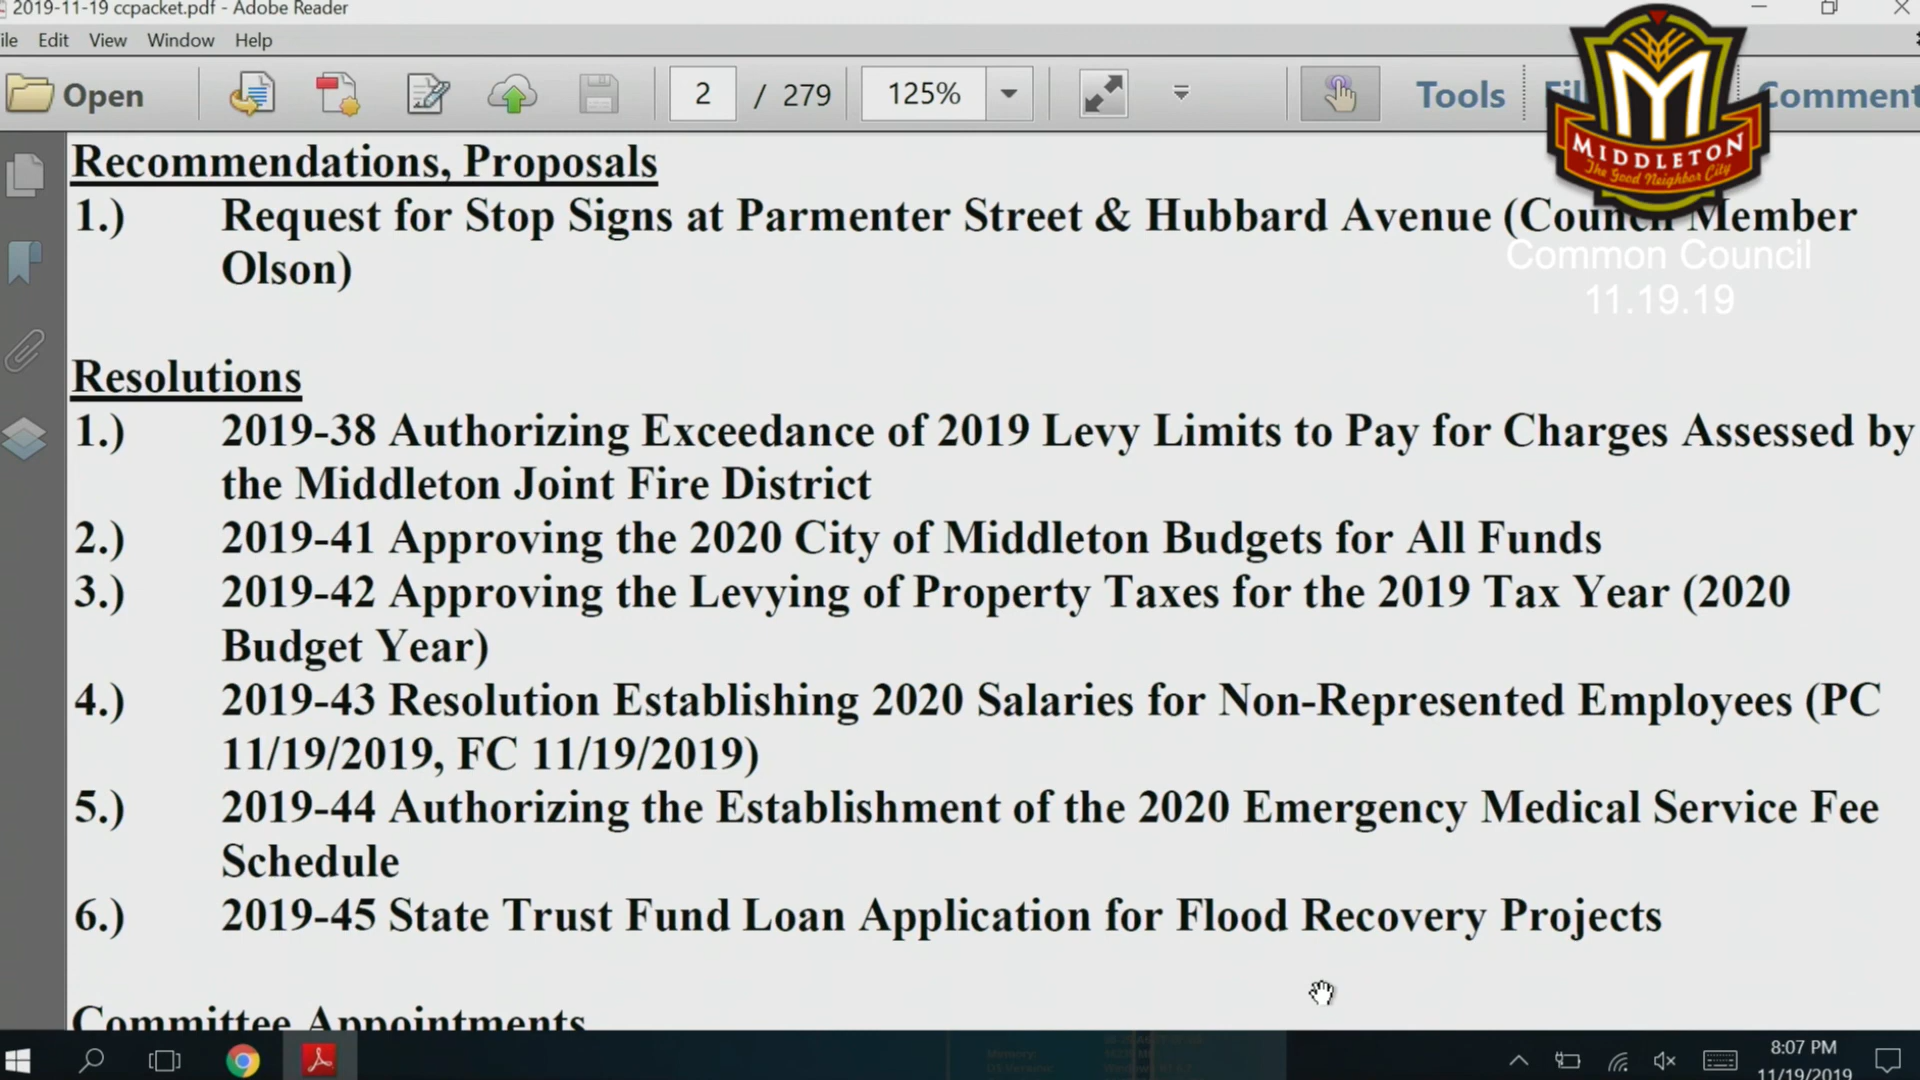 2019-11-19 ccpacket.pdf - Adobe Reader
ile Edit View Window Help
Open 2 / 279 125% Tools Comment
MIDDLETON
The Good Neighbor City
Common Council
11.19.19
Recommendations, Proposals
1.) Request for Stop Signs at Parmenter Street & Hubbard Avenue (Council Member
Olson)
Resolutions
1.) 2019-38 Authorizing Exceedance of 2019 Levy Limits to Pay for Charges Assessed by
the Middleton Joint Fire District
2.) 2019-41 Approving the 2020 City of Middleton Budgets for All Funds
3.) 2019-42 Approving the Levying of Property Taxes for the 2019 Tax Year (2020
Budget Year)
4.) 2019-43 Resolution Establishing 2020 Salaries for Non-Represented Employees (PC
11/19/2019, FC 11/19/2019)
5.) 2019-44 Authorizing the Establishment of the 2020 Emergency Medical Service Fee
Schedule
6.) 2019-45 State Trust Fund Loan Application for Flood Recovery Projects
Committee Appointments
8:07 PM
11/19/2019